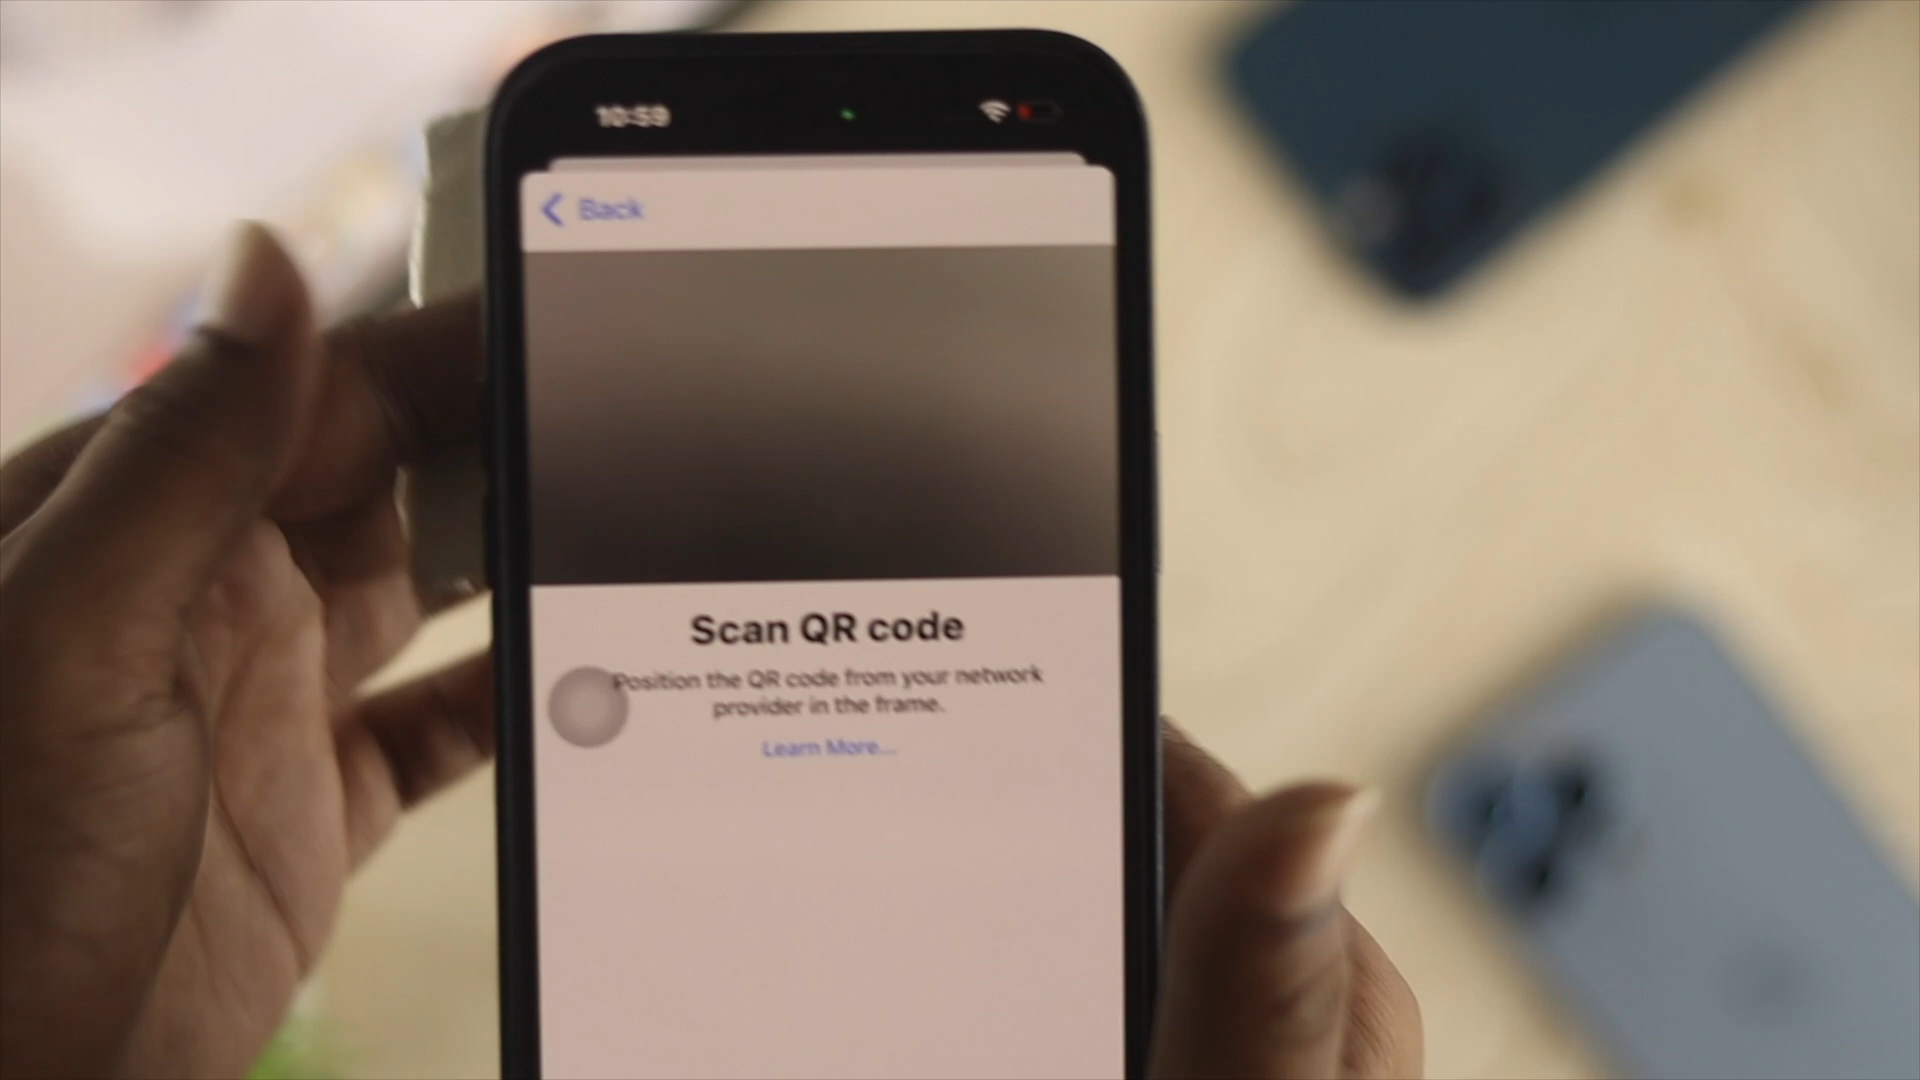 10:59
Back
Scan QR code
Position the QR code from your network
provider in the frame.
Learn More...